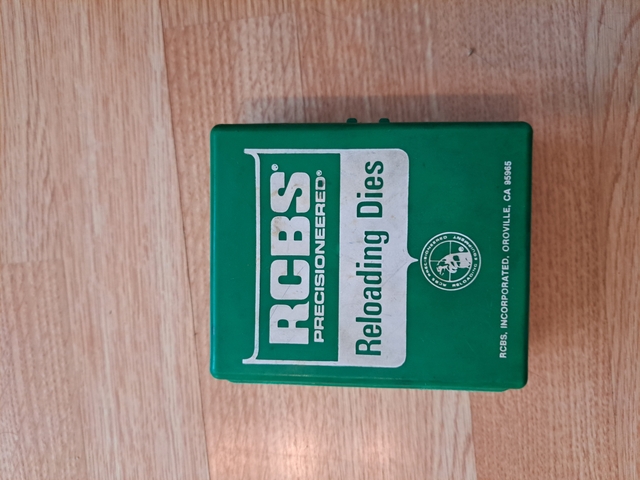 RCBS®
PRECISIONEERED®
Reloading Dies
RCBS, INCORPORATED, OROVILLE, CA 95965